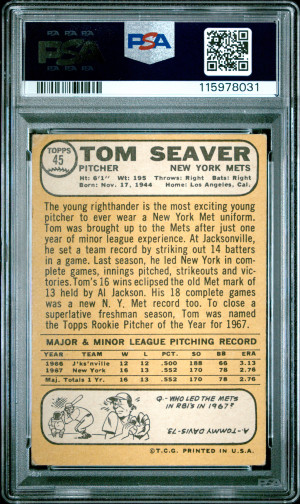 PSA
PSA
115978031
TOPPS
45
TOM SEAVER
PITCHER NEW YORK METS
Ht: 6'1" Wt: 195 Throws: Right Bats: Right
Born: Nov. 17, 1944 Home: Los Angeles, Cal.
The young righthander is the most exciting young
pitcher to ever wear a New York Met uniform.
Tom was brought up to the Mets after just one
year of minor league experience. At Jacksonville,
he set a team record by striking out 14 batters
in a game. Last season, he led New York in com-
plete games, innings pitched, strikeouts and vic-
tories. Tom's 16 wins eclipsed the old Met mark of
13 held by Al Jackson. His 18 complete games
was a new N. Y. Met record too. To close a
superlative freshman season, Tom was named
the Topps Rookie Pitcher of the Year for 1967.
MAJOR & MINOR LEAGUE PITCHING RECORD
YEAR TEAM W L PCT. SO BB ERA
1966 J'ks'nville 12 12 .500 188 66 3.13
1967 New York 16 13 .552 170 78 2.76
Maj. Totals 1 Yr. 16 13 .552 170 78 2.76
Q-WHO LED THE METS
IN RBI'S IN 1967?
A-TOMMY DAVIS-73
©T.C.G. PRINTED IN U.S.A.